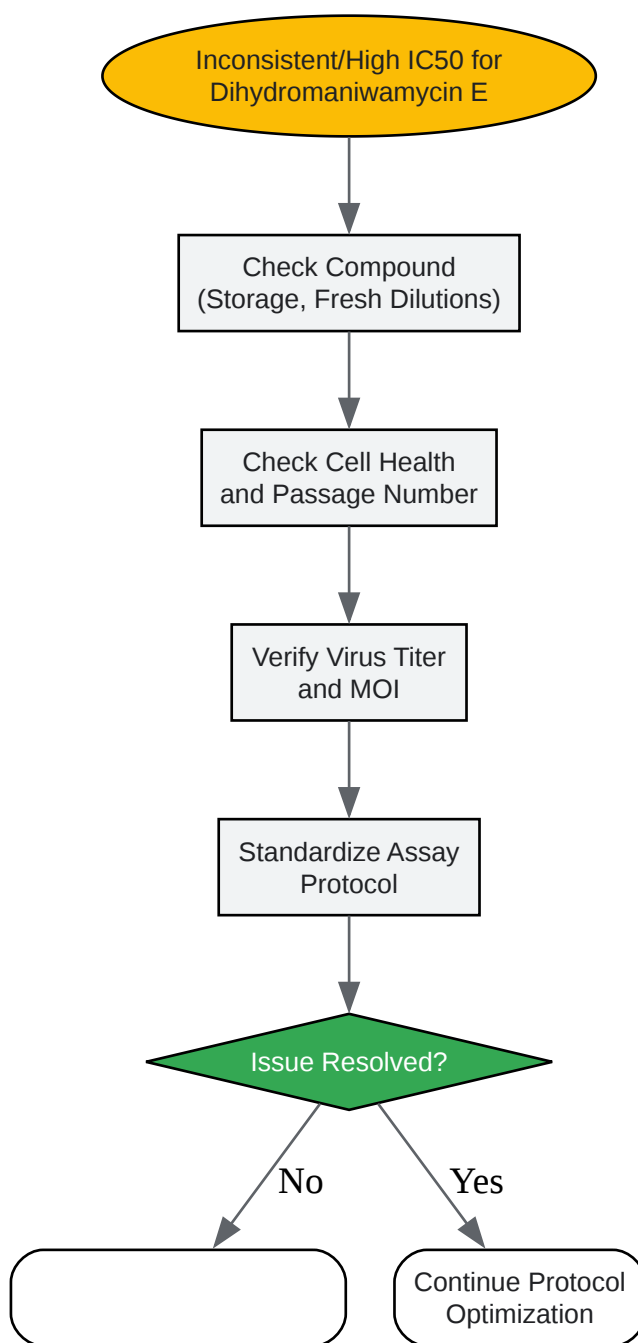 Inconsistent/High IC50 for
Dihydromaniwamycin E
Check Compound
(Storage, Fresh Dilutions)
Check Cell Health
and Passage Number
Verify Virus Titer
and MOI
Standardize Assay
Protocol
Issue Resolved?
No
Yes
Continue Protocol
Optimization